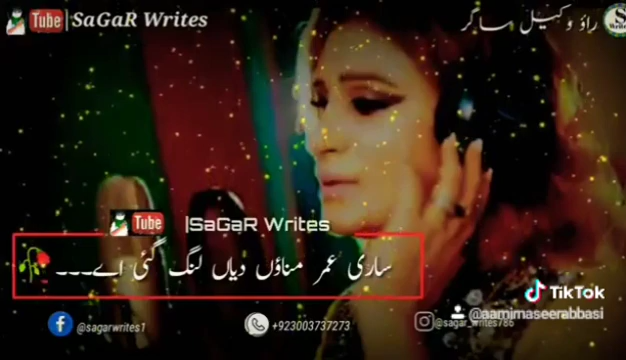 Tube |SaGaR Writes
راؤ وکیل ساگر
Tube |SaGaR Writes
ساری عمر مناؤں دیاں لنگ گئی اے۔۔۔
TikTok
@aamirnaseerabbasi
@sagarwrites1
+923003737273
@sagar_writes786